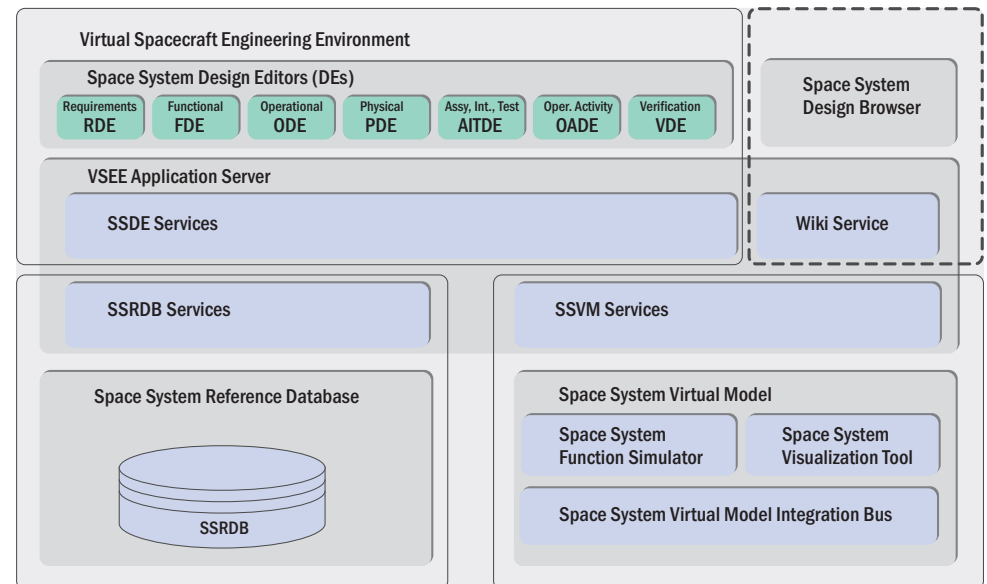 Virtual Spacecraft Engineering Environment
Space System Design Editors (DEs)
Requirements
RDE
Functional
FDE
Operational
ODE
Physical
PDE
Assy, Int., Test
AITDE
Oper. Activity
OADE
Verification
VDE
Space System
Design Browser
VSEE Application Server
SSDE Services
Wiki Service
SSRDB Services
SSVM Services
Space System Reference Database
SSRDB
Space System Virtual Model
Space System
Function Simulator
Space System
Visualization Tool
Space System Virtual Model Integration Bus